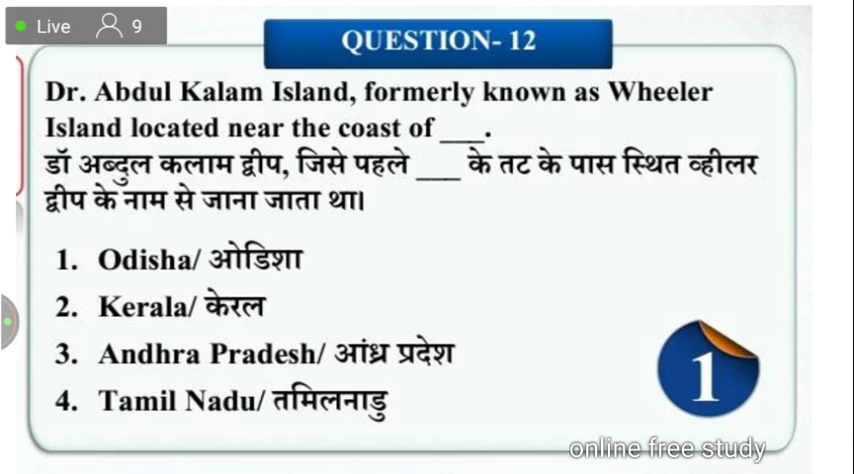 Live 9
QUESTION- 12
Dr. Abdul Kalam Island, formerly known as Wheeler
Island located near the coast of ___.
डॉ अब्दुल कलाम द्वीप, जिसे पहले ___ के तट के पास स्थित व्हीलर
द्वीप के नाम से जाना जाता था।
1. Odisha/ ओडिशा
2. Kerala/ केरल
3. Andhra Pradesh/ आंध्र प्रदेश
4. Tamil Nadu/ तमिलनाडु
1
online free study